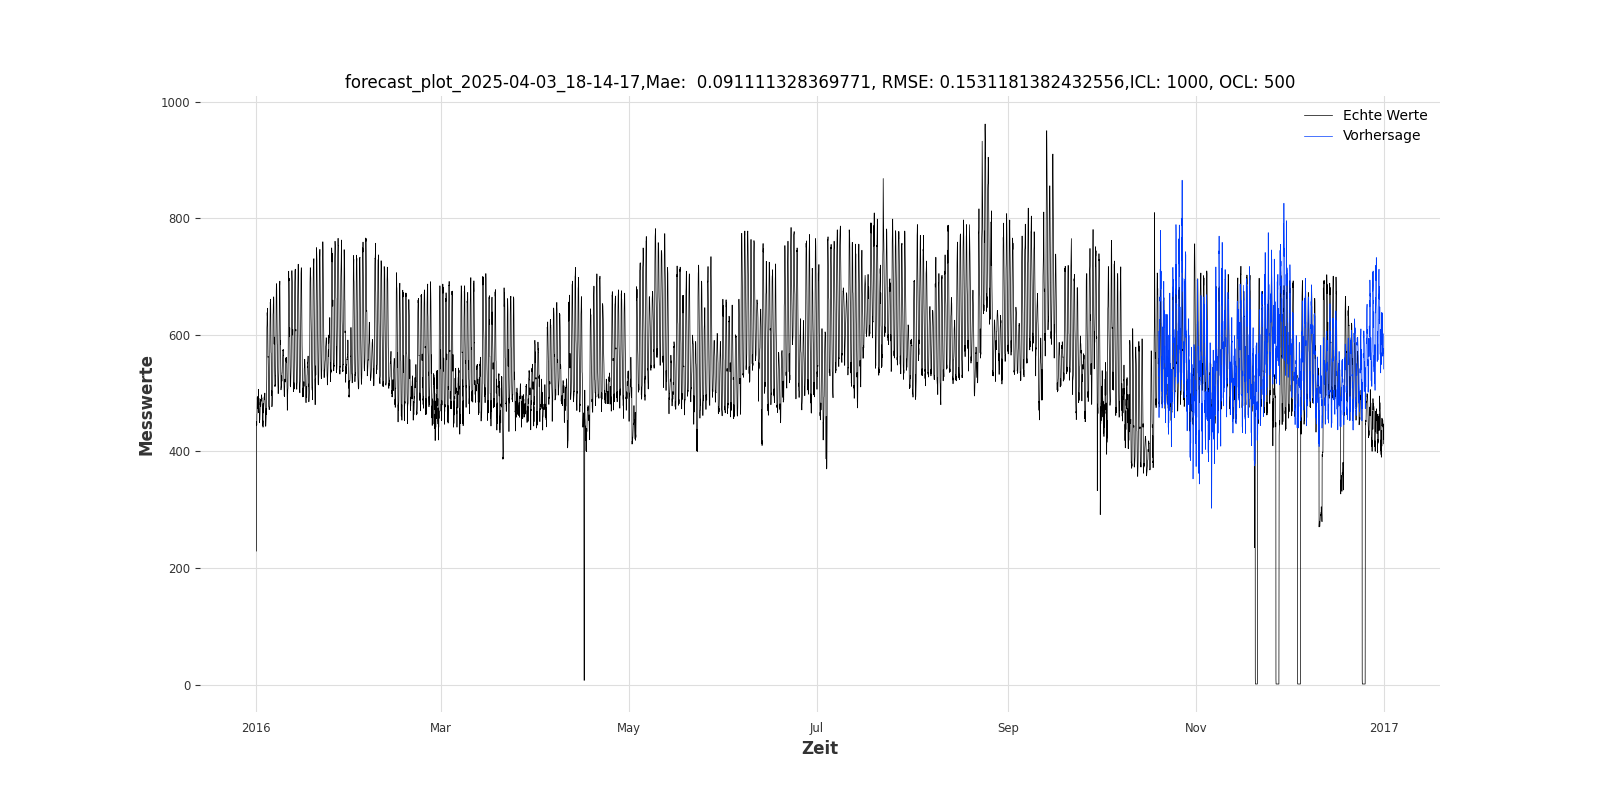 forecast_plot_2025-04-03_18-14-17,Mae:  0.091111328369771, RMSE: 0.1531181382432556,ICL: 1000, OCL: 500
Echte Werte
Vorhersage
1000
800
600
400
200
0
Messwerte
2016 Mar May Jul Sep Nov 2017
Zeit